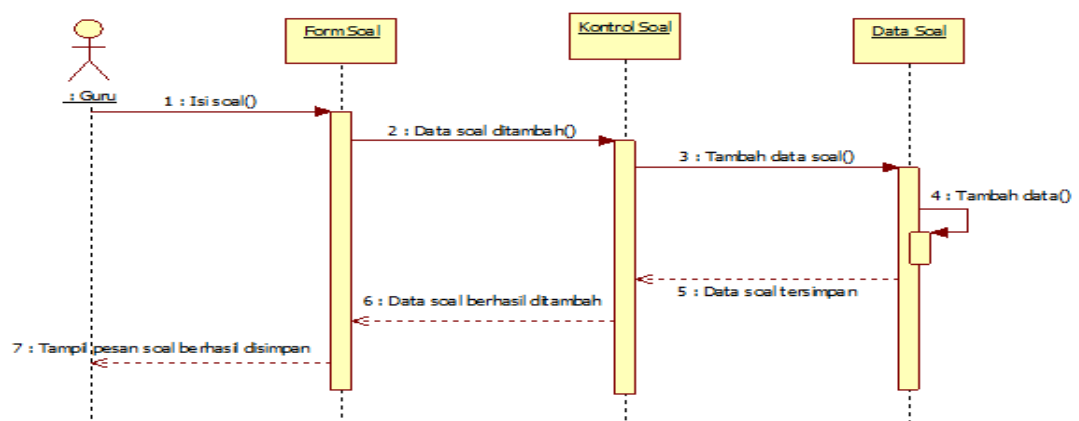 Form Soal
Kontrol Soal
Data Soal
: Guru
1 : Isi soal()
2 : Data soal ditambah()
3 : Tambah data soal()
4 : Tambah data()
5 : Data soal tersimpan
6 : Data soal berhasil ditambah
7 : Tampil pesan soal berhasil disimpan